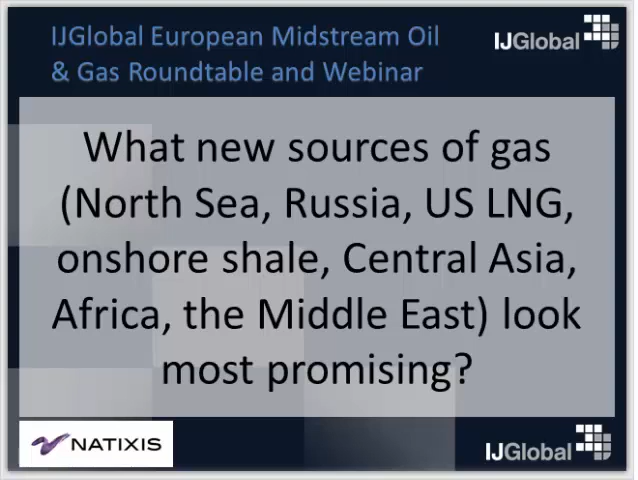 IJGlobal European Midstream Oil
& Gas Roundtable and Webinar
IJGlobal
What new sources of gas
(North Sea, Russia, US LNG,
onshore shale, Central Asia,
Africa, the Middle East) look
most promising?
NATIXIS
IJGlobal